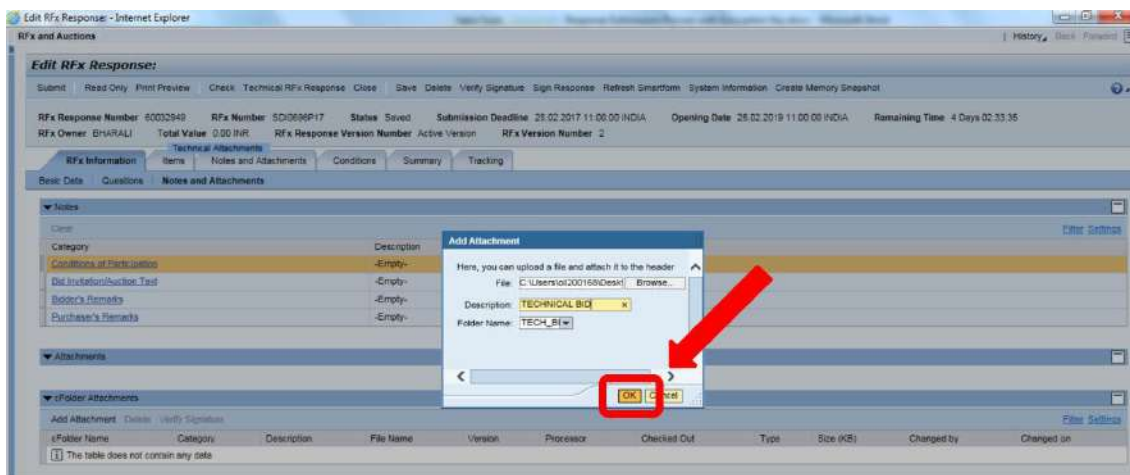 Edit RFx Response: - Internet Explorer
RFx and Auctions
History Back Forward
Edit RFx Response:
Submit Read Only Print Preview Check Technical RFx Response Close Save Delete Verify Signature Sign Response Refresh Smartform System Information Create Memory Snapshot
RFx Response Number 60032949 RFx Number SDI0696P17 Status Saved Submission Deadline 28.02.2017 11:00:00 INDIA Opening Date 28.02.2019 11:00:00 INDIA Remaining Time 4 Days 02:33:36
RFx Owner BHARALI Total Value 0.00 INR RFx Response Version Number Active Version RFx Version Number 2
Technical Attachments
RFx Information Items Notes and Attachments Conditions Summary Tracking
Basic Data Questions Notes and Attachments
Notes
Clear Filter Settings
Category Description
Conditions of Participation -Empty-
Bid Invitation/Auction Text -Empty-
Bidder's Remarks -Empty-
Purchaser's Remarks -Empty-
Add Attachment
Here, you can upload a file and attach it to the header
File: C:\Users\oil200168\Deskt Browse...
Description: TECHNICAL BID
Folder Name: TECH_BI
OK Cancel
Attachments
cFolder Attachments
Add Attachment Delete Verify Signature Filter Settings
cFolder Name Category Description File Name Version Processor Checked Out Type Size (KB) Changed by Changed on
The table does not contain any data